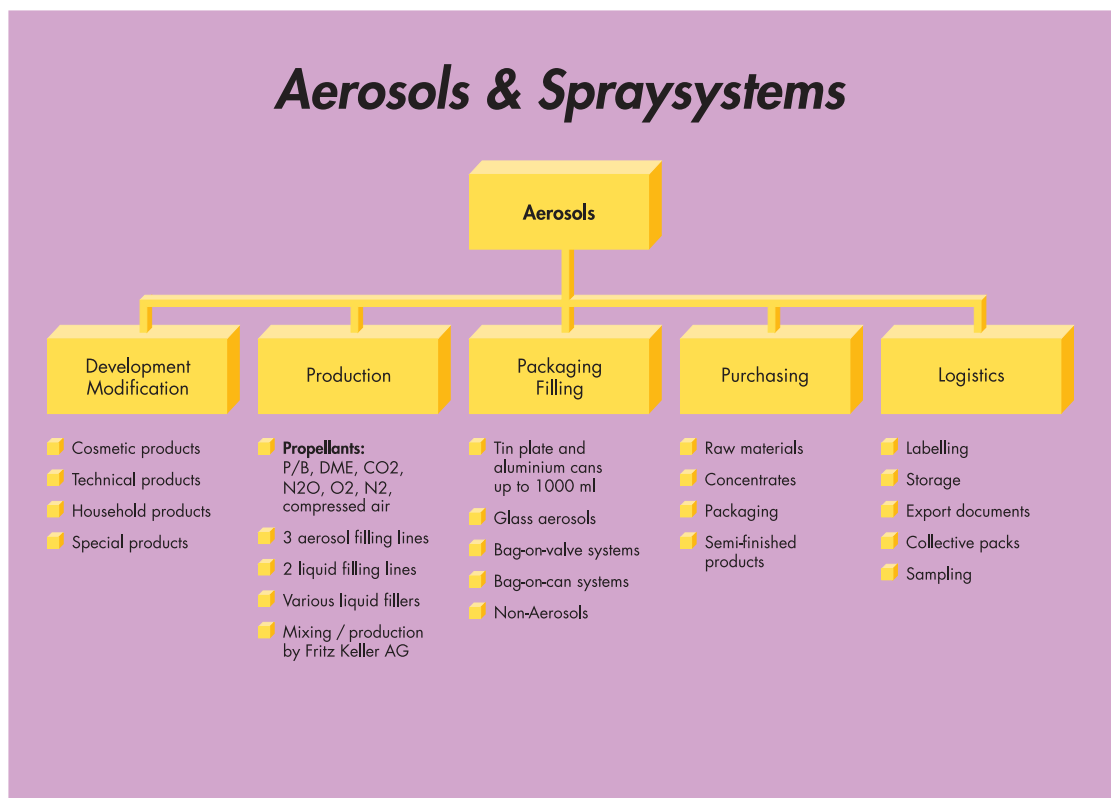 Aerosols & Spraysystems
Aerosols
Development
Modification
Cosmetic products
Technical products
Household products
Special products
Production
Propellants:
P/B, DME, CO2,
N2O, O2, N2,
compressed air
3 aerosol filling lines
2 liquid filling lines
Various liquid fillers
Mixing / production
by Fritz Keller AG
Packaging
Filling
Tin plate and
aluminium cans
up to 1000 ml
Glass aerosols
Bag-on-valve systems
Bag-on-can systems
Non-Aerosols
Purchasing
Raw materials
Concentrates
Packaging
Semi-finished
products
Logistics
Labelling
Storage
Export documents
Collective packs
Sampling